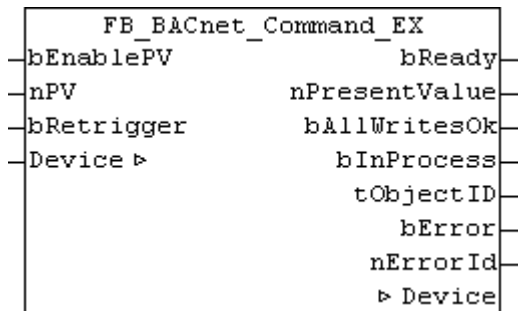 FB_BACnet_Command_EX
bEnablePV bReady
nPV nPresentValue
bRetrigger bAllWritesOk
Device ▷ bInProcess
tObjectID
bError
nErrorId
▷ Device